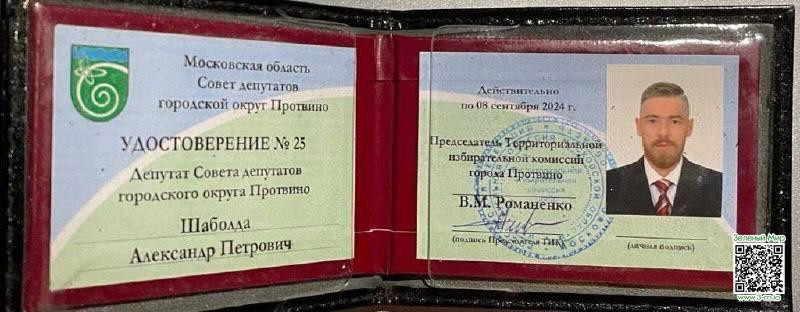 Московская область
Совет депутатов
городской округ Протвино
УДОСТОВЕРЕНИЕ № 25
Депутат Совета депутатов
городского округа Протвино
Шаболда
Александр Петрович
Действительно
по 08 сентября 2024 г.
Председатель Территориальной
избирательной комиссии
города Протвино
В.М. Романенко
(подпись Председателя ТИК)
(личная подпись)
Зеленый Мир